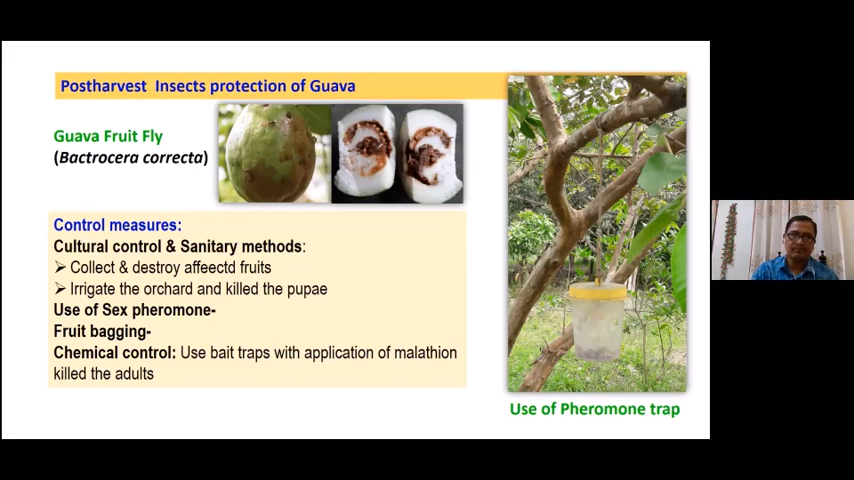 Postharvest Insects protection of Guava
Guava Fruit Fly
(Bactrocera correcta)
Control measures:
Cultural control & Sanitary methods:
➢ Collect & destroy affeectd fruits
➢ Irrigate the orchard and killed the pupae
Use of Sex pheromone-
Fruit bagging-
Chemical control: Use bait traps with application of malathion
killed the adults
Use of Pheromone trap